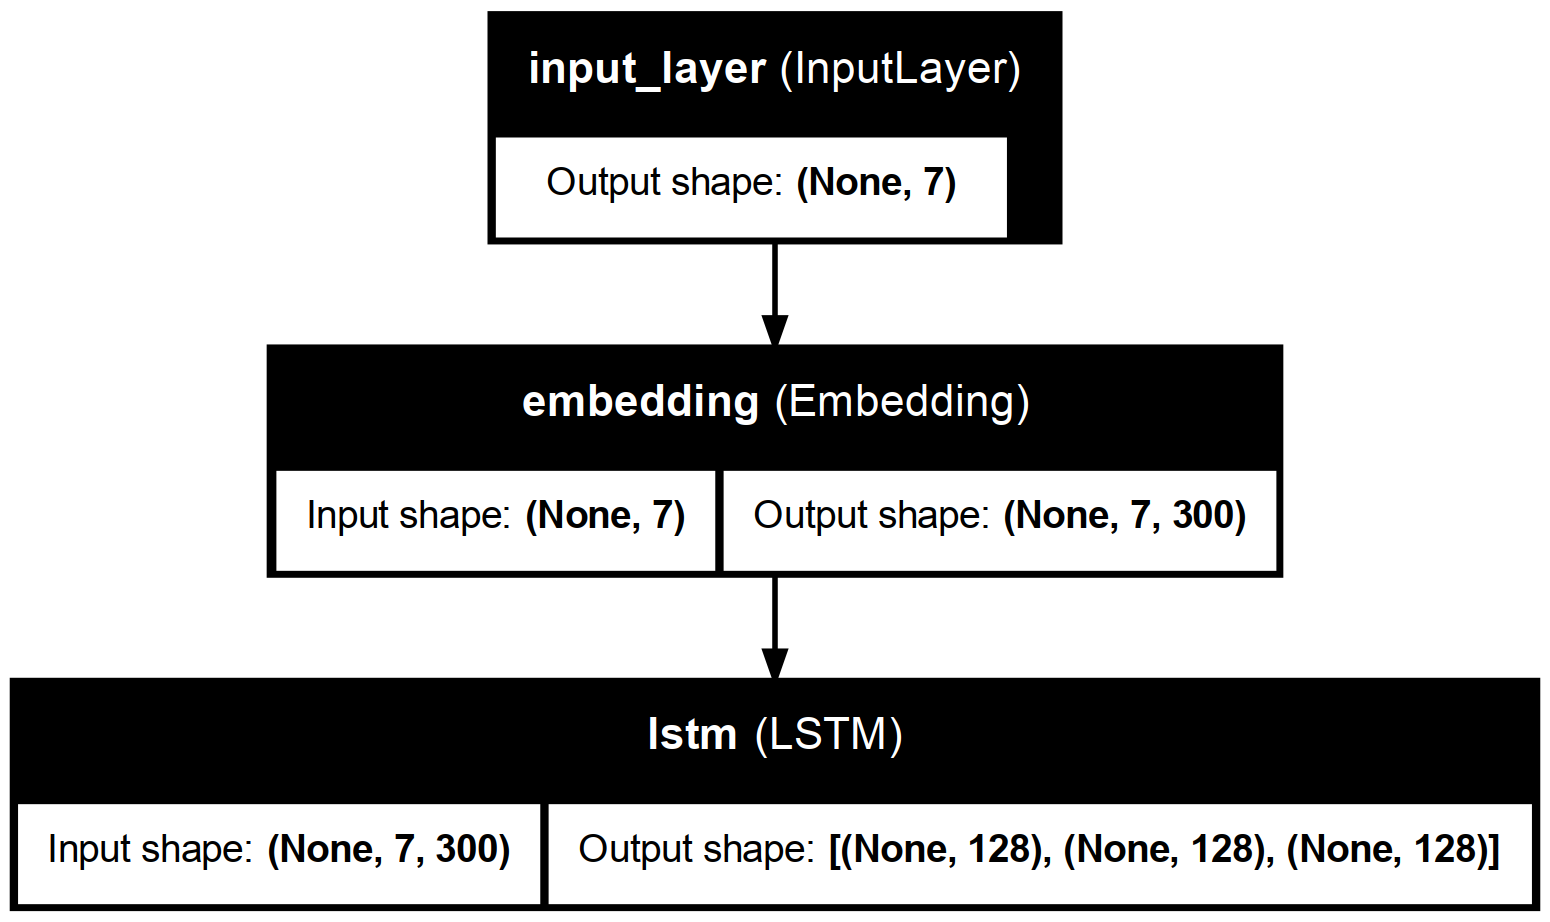 input_layer (InputLayer)
Output shape: (None, 7)
embedding (Embedding)
Input shape: (None, 7) Output shape: (None, 7, 300)
lstm (LSTM)
Input shape: (None, 7, 300) Output shape: [(None, 128), (None, 128), (None, 128)]